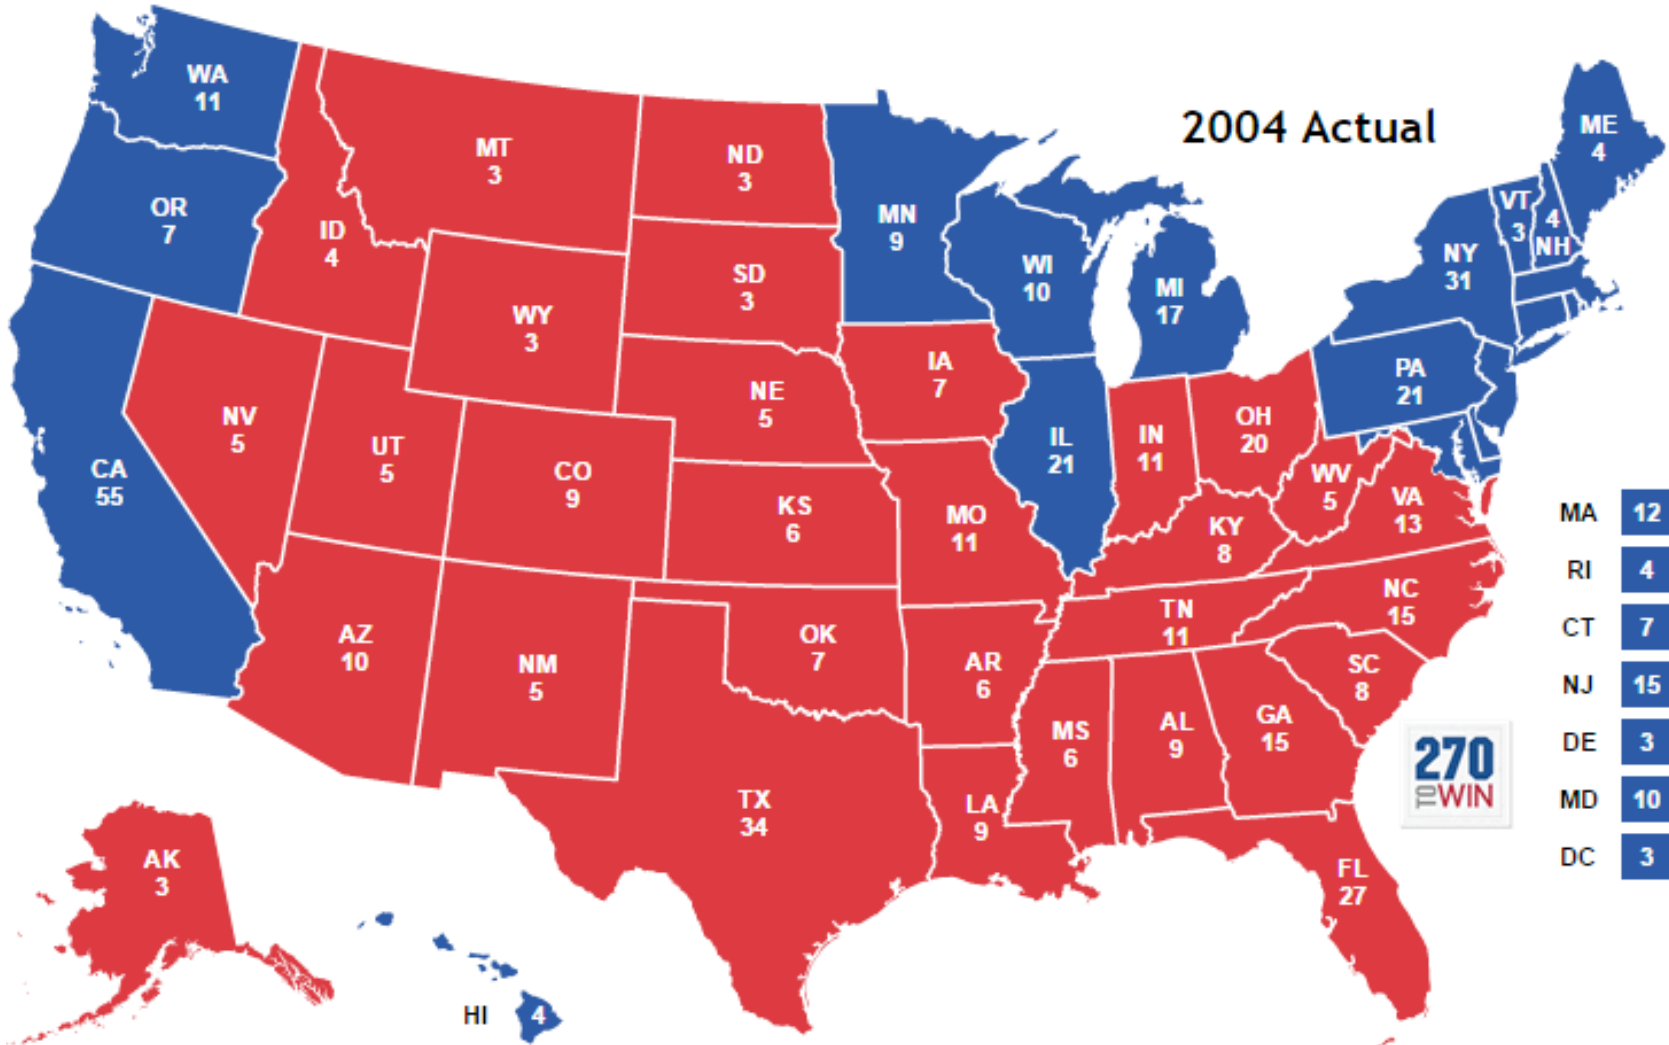 2004 Actual
WA
11
OR
7
CA
55
ID
4
NV
5
MT
3
WY
3
UT
5
AZ
10
CO
9
NM
5
ND
3
SD
3
NE
5
KS
6
OK
7
TX
34
MN
9
IA
7
MO
11
AR
6
LA
9
WI
10
IL
21
MI
17
IN
11
OH
20
KY
8
TN
11
MS
6
AL
9
GA
15
FL
27
SC
8
NC
15
VA
13
WV
5
PA
21
NY
31
VT
3
4
NH
ME
4
MA 12
RI 4
CT 7
NJ 15
DE 3
MD 10
DC 3
AK
3
HI 4
270
TO WIN